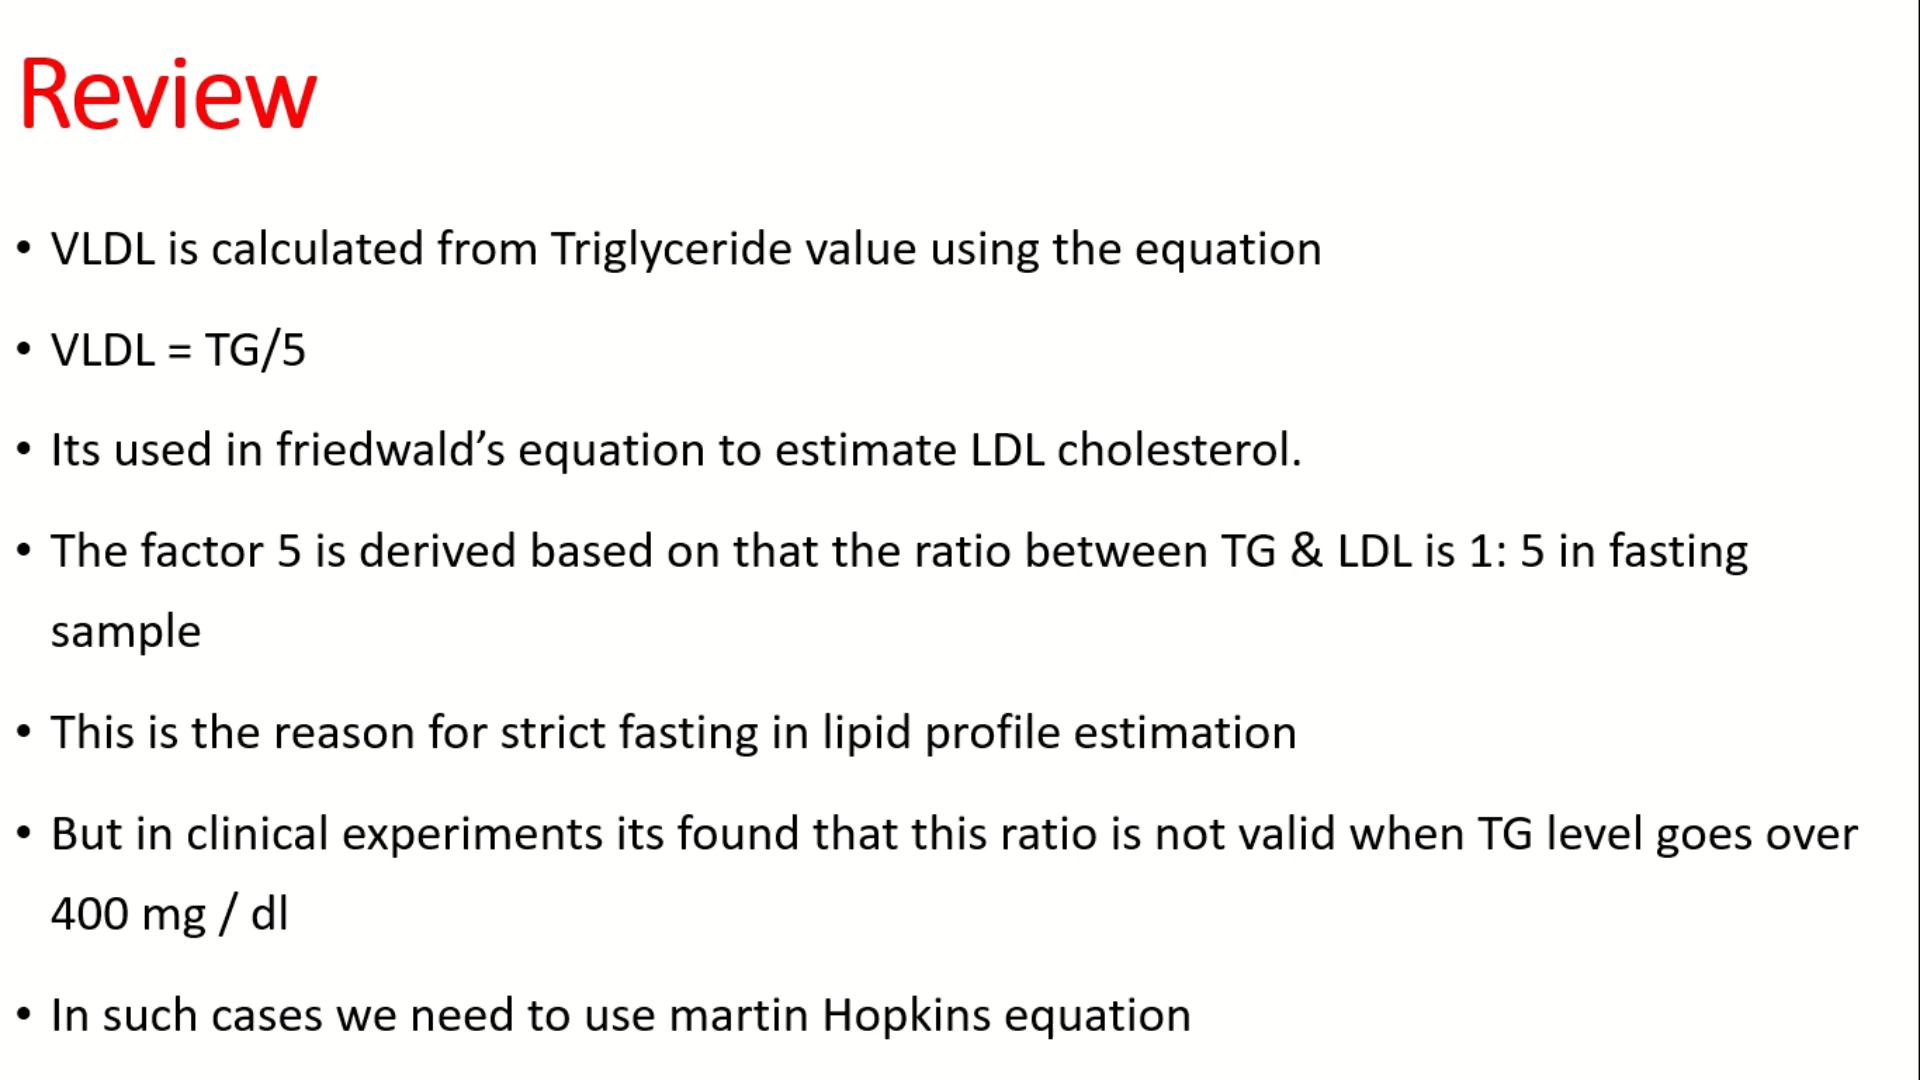 Review
• VLDL is calculated from Triglyceride value using the equation
• VLDL = TG/5
• Its used in friedwald’s equation to estimate LDL cholesterol.
• The factor 5 is derived based on that the ratio between TG & LDL is 1: 5 in fasting
sample
• This is the reason for strict fasting in lipid profile estimation
• But in clinical experiments its found that this ratio is not valid when TG level goes over
400 mg / dl
• In such cases we need to use martin Hopkins equation